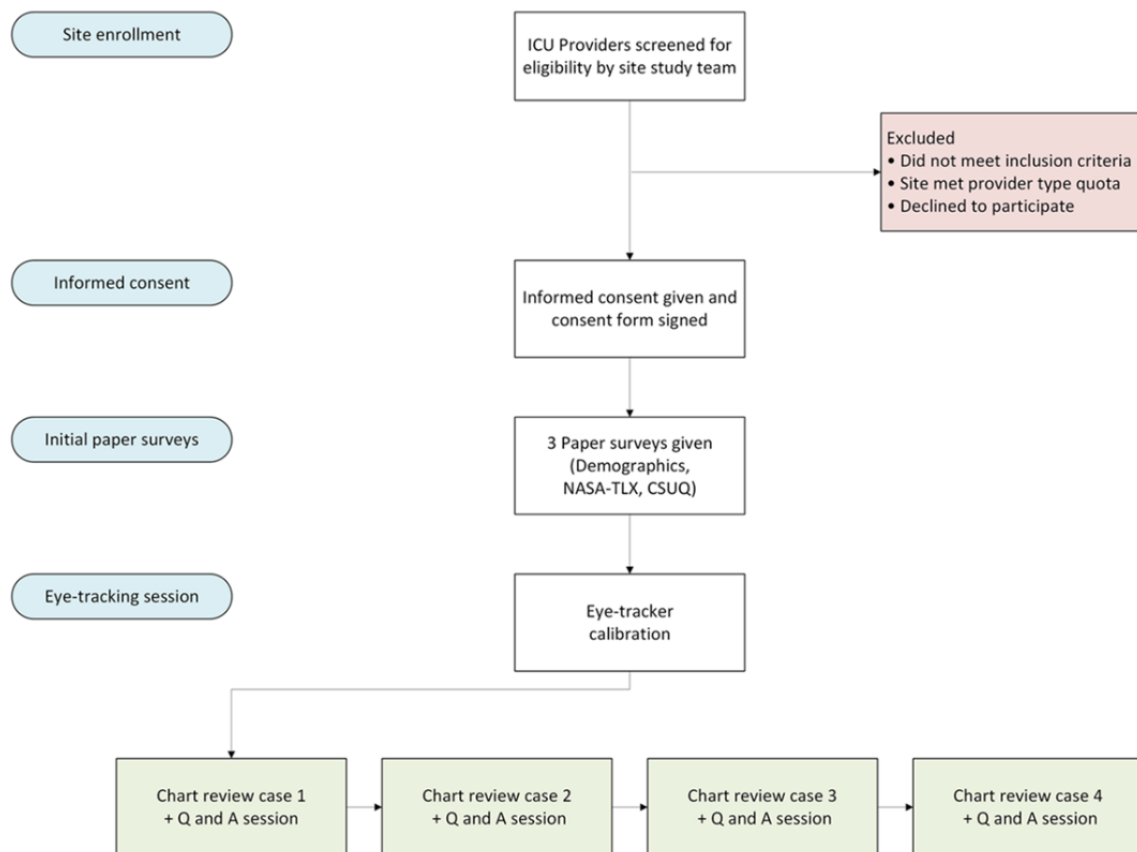 Site enrollment
ICU Providers screened for
eligibility by site study team
Excluded
• Did not meet inclusion criteria
• Site met provider type quota
• Declined to participate
Informed consent
Informed consent given and
consent form signed
Initial paper surveys
3 Paper surveys given
(Demographics,
NASA-TLX, CSUQ)
Eye-tracking session
Eye-tracker
calibration
Chart review case 1
+ Q and A session
Chart review case 2
+ Q and A session
Chart review case 3
+ Q and A session
Chart review case 4
+ Q and A session